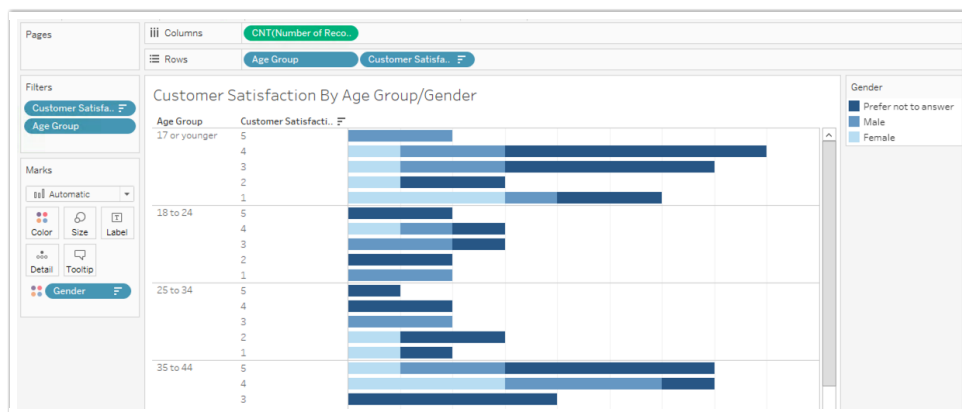 Pages
Columns
CNT(Number of Reco..
Rows
Age Group
Customer Satisfa..
Filters
Customer Satisfa..
Age Group
Marks
Automatic
Color
Size
Label
Detail
Tooltip
Gender
Customer Satisfaction By Age Group/Gender
Age Group
Customer Satisfacti..
17 or younger
5
4
3
2
1
18 to 24
5
4
3
2
1
25 to 34
5
4
3
2
1
35 to 44
5
4
3
Gender
Prefer not to answer
Male
Female